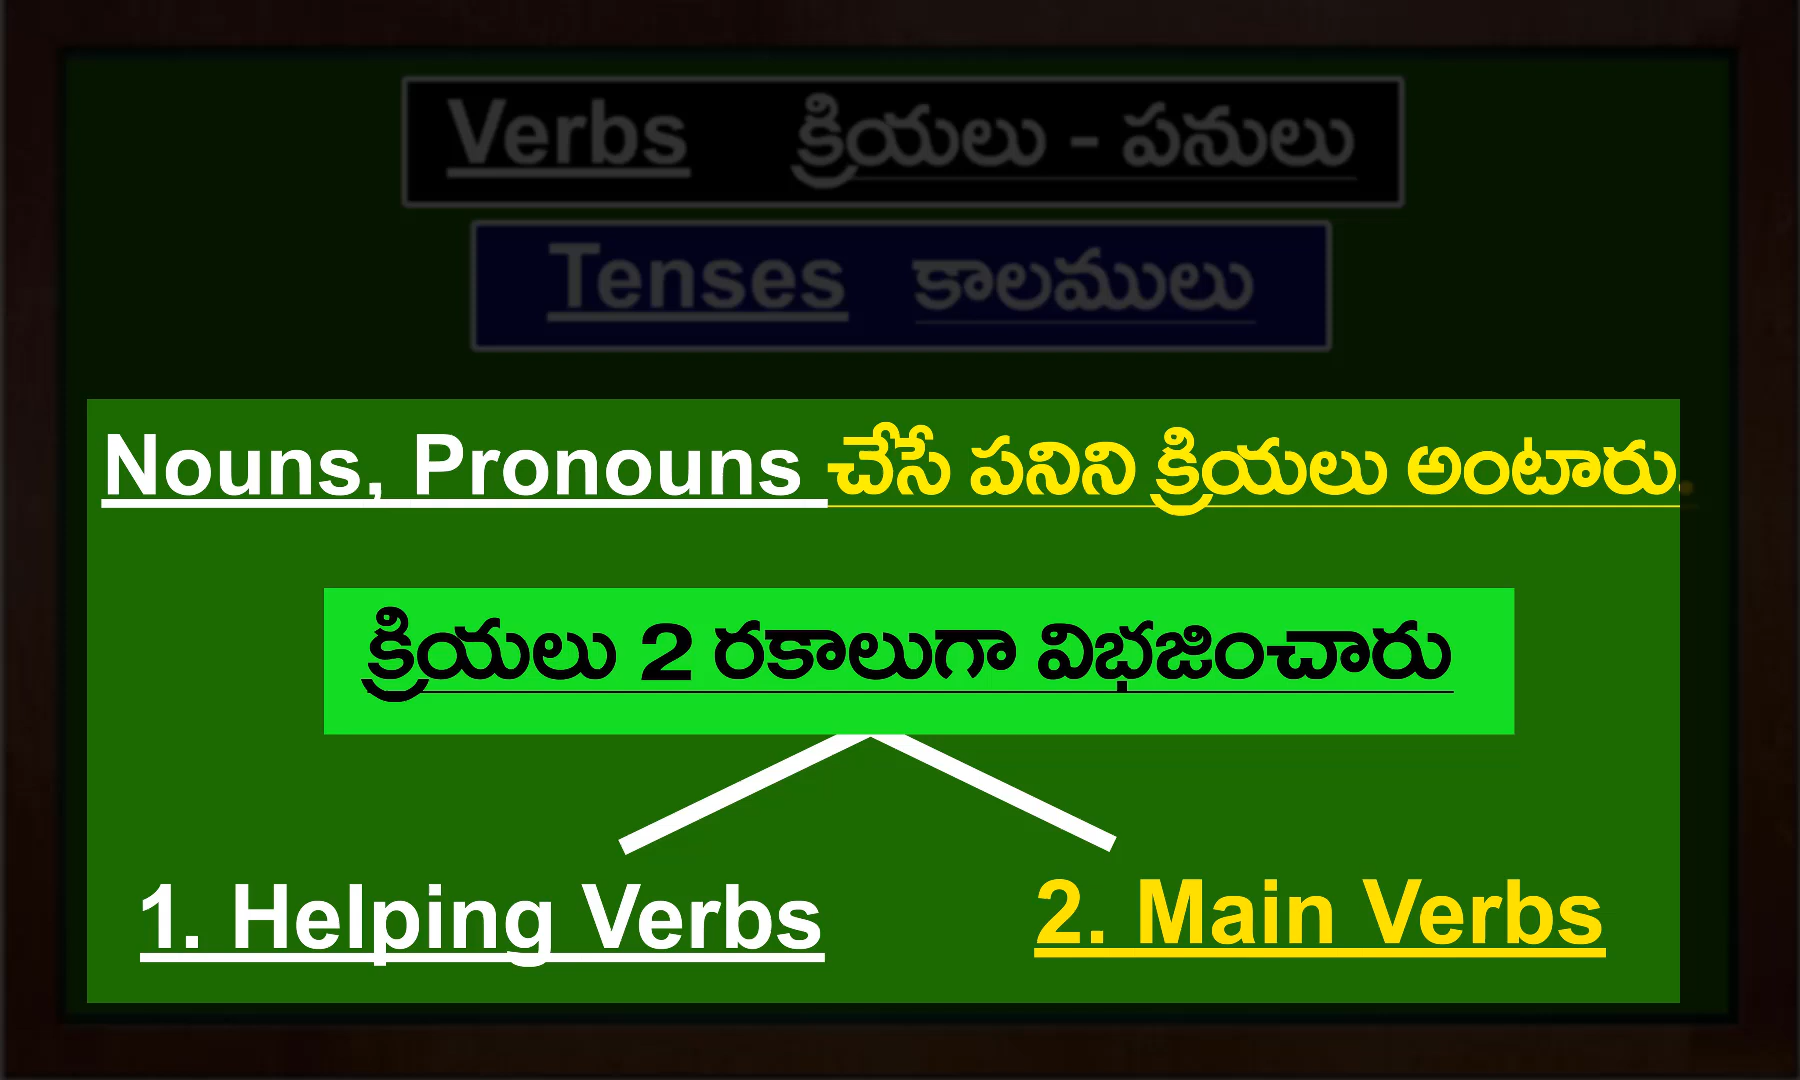 Verbs క్రియలు - పనులు
Tenses కాలములు
Nouns, Pronouns చేసే పనిని క్రియలు అంటారు.
క్రియలు 2 రకాలుగా విభజించారు
1. Helping Verbs
2. Main Verbs